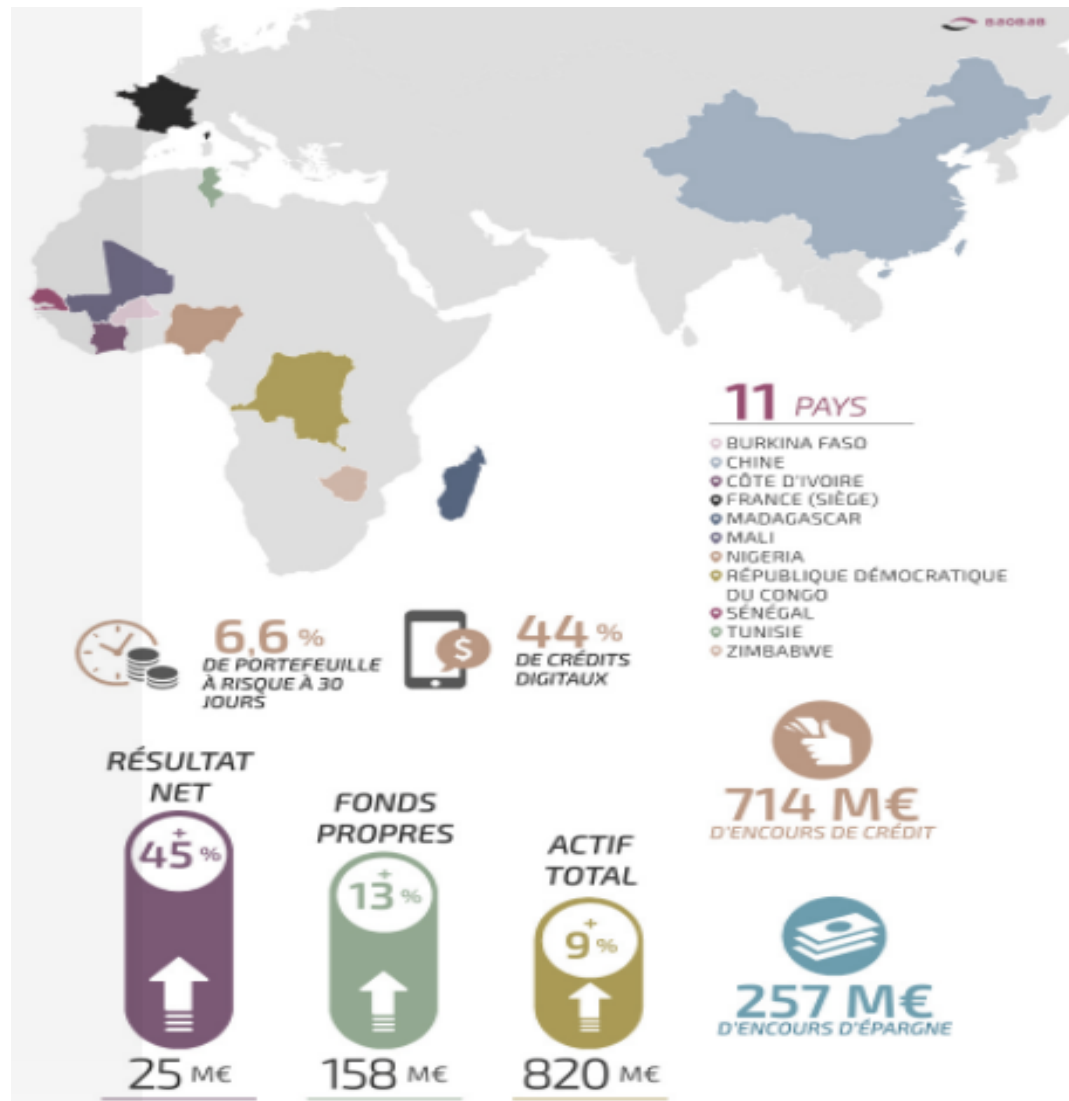 BAOBAB
11 PAYS
BURKINA FASO
CHINE
CÔTE D'IVOIRE
FRANCE (SIÈGE)
MADAGASCAR
MALI
NIGERIA
RÉPUBLIQUE DÉMOCRATIQUE
DU CONGO
SÉNÉGAL
TUNISIE
ZIMBABWE
6,6 %
DE PORTEFEUILLE
À RISQUE À 30
JOURS
$
44 %
DE CRÉDITS
DIGITAUX
714 M€
D'ENCOURS DE CRÉDIT
257 M€
D'ENCOURS D'ÉPARGNE
RÉSULTAT
NET
+
45 %
25 M€
FONDS
PROPRES
+
13 %
158 M€
ACTIF
TOTAL
+
9 %
820 M€